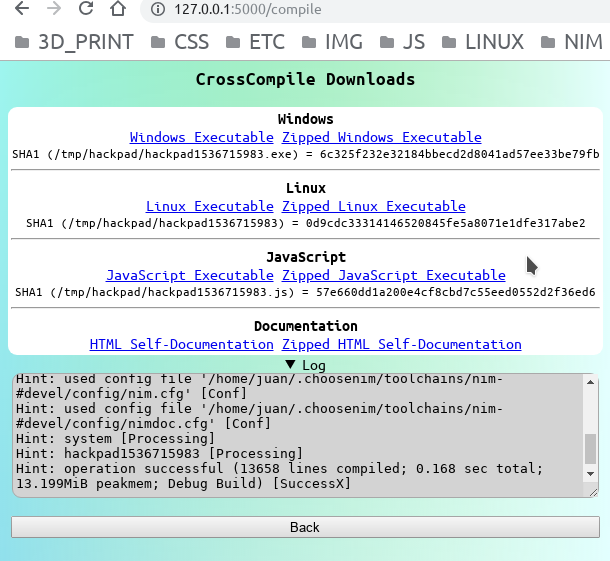 127.0.0.1:5000/compile
3D_PRINT CSS ETC IMG JS LINUX NIM
CrossCompile Downloads
Windows
Windows Executable Zipped Windows Executable
SHA1 (/tmp/hackpad/hackpad1536715983.exe) = 6c325f232e32184bbecd2d8041ad57ee33be79fb
Linux
Linux Executable Zipped Linux Executable
SHA1 (/tmp/hackpad/hackpad1536715983) = 0d9cdc33314146520845fe5a8071e1dfe317abe2
JavaScript
JavaScript Executable Zipped JavaScript Executable
SHA1 (/tmp/hackpad/hackpad1536715983.js) = 57e660dd1a200e4cf8cbd7c55eed0552d2f36ed6
Documentation
HTML Self-Documentation Zipped HTML Self-Documentation
▼ Log
Hint: used config file '/home/juan/.choosenim/toolchains/nim-
#devel/config/nim.cfg' [Conf]
Hint: used config file '/home/juan/.choosenim/toolchains/nim-
#devel/config/nimdoc.cfg' [Conf]
Hint: system [Processing]
Hint: hackpad1536715983 [Processing]
Hint: operation successful (13658 lines compiled; 0.168 sec total;
13.199MiB peakmem; Debug Build) [SuccessX]
Back